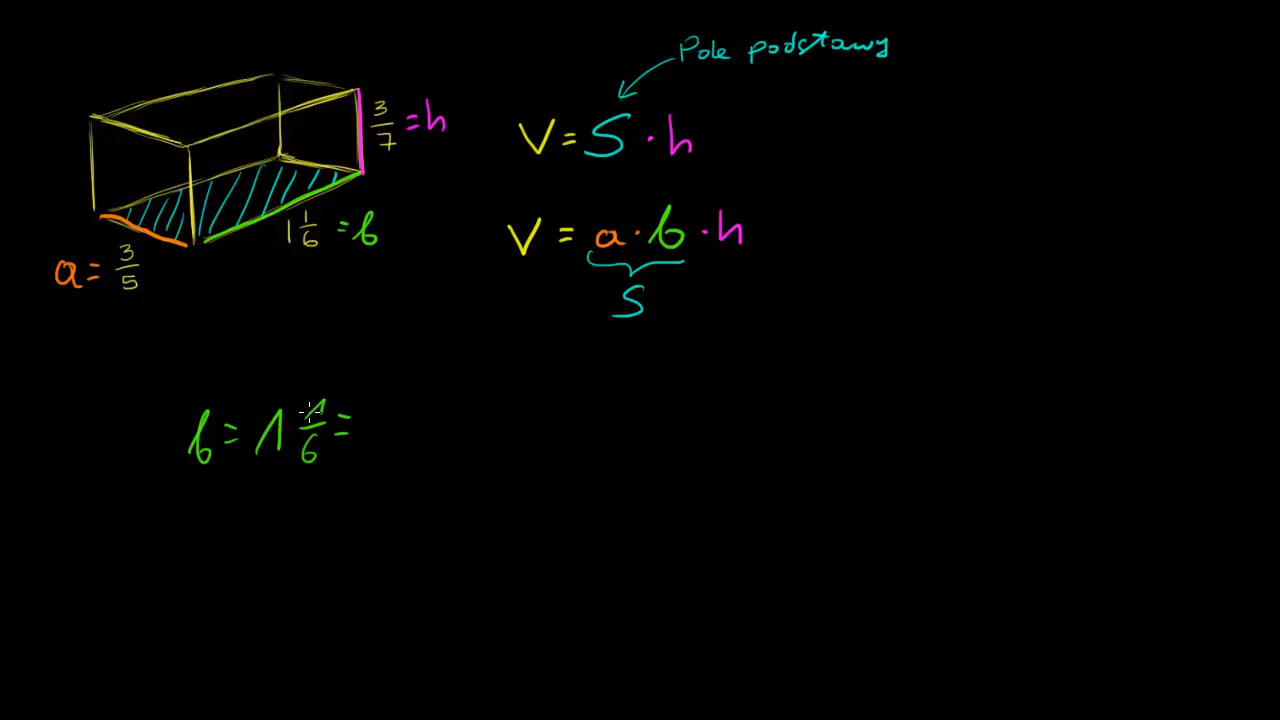 Pole podstawy
V = S · h
3/7 = h
1 1/6 = b
a = 3/5
V = a · b · h
S
b = 1 1/6 =